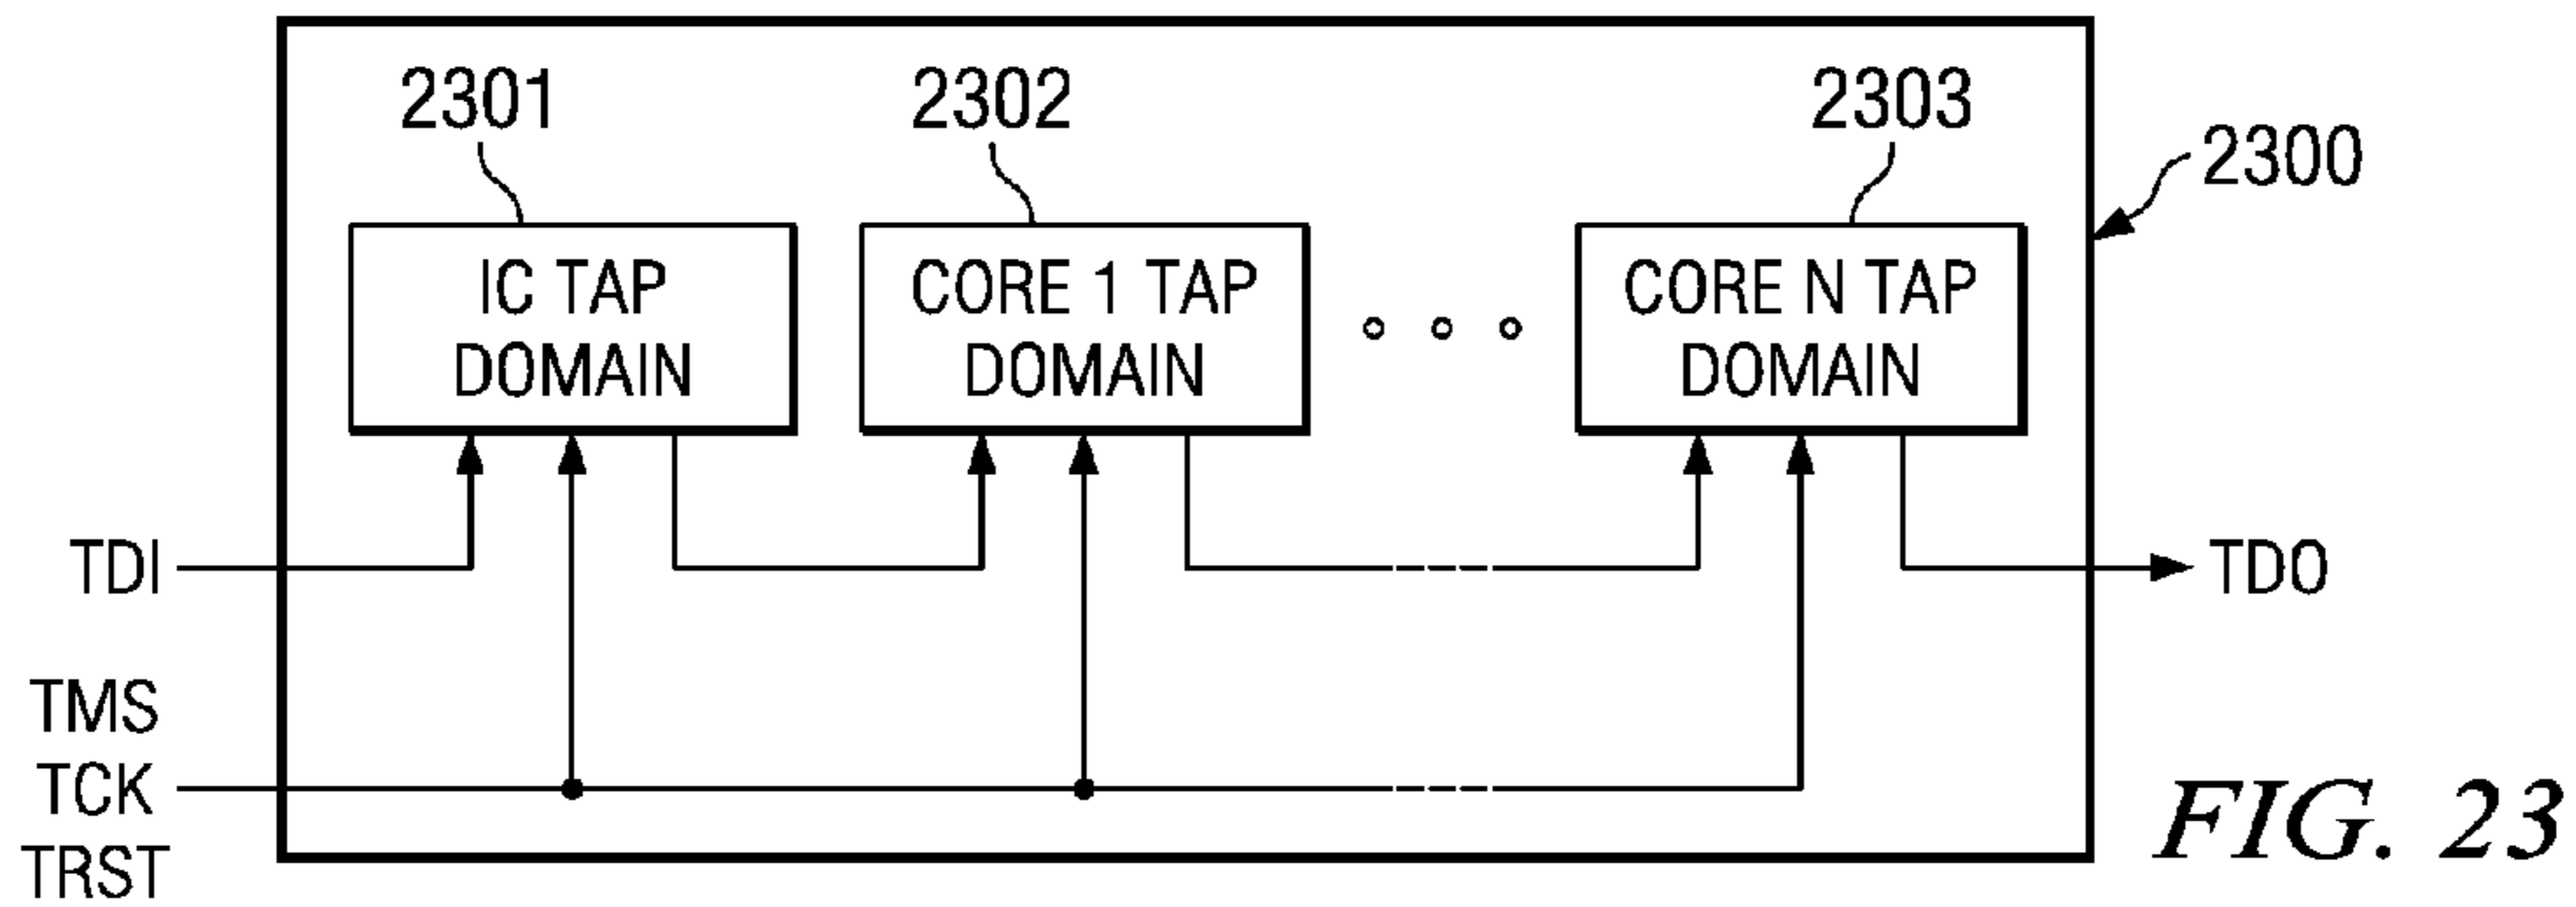 2301
2302
2303
2300
IC TAP
DOMAIN
CORE 1 TAP
DOMAIN
CORE N TAP
DOMAIN
TDI
TDO
TMS
TCK
TRST
FIG. 23